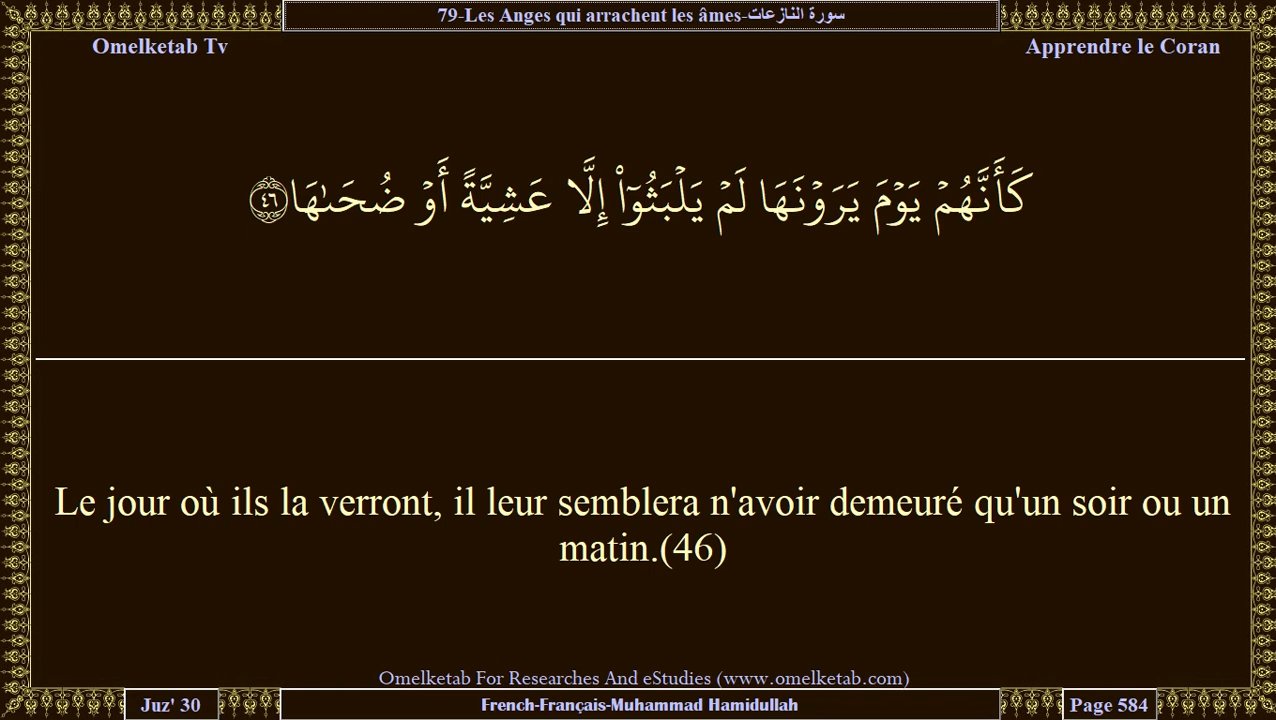 79-Les Anges qui arrachent les âmes-سورة النازعات
Omelketab Tv
Apprendre le Coran
كَأَنَّهُمْ يَوْمَ يَرَوْنَهَا لَمْ يَلْبَثُوٓا۟ إِلَّا عَشِيَّةً أَوْ ضُحَىٰهَا ٤٦
Le jour où ils la verront, il leur semblera n'avoir demeuré qu'un soir ou un
matin.(46)
Omelketab For Researches And eStudies (www.omelketab.com)
Juz' 30
French-Français-Muhammad Hamidullah
Page 584